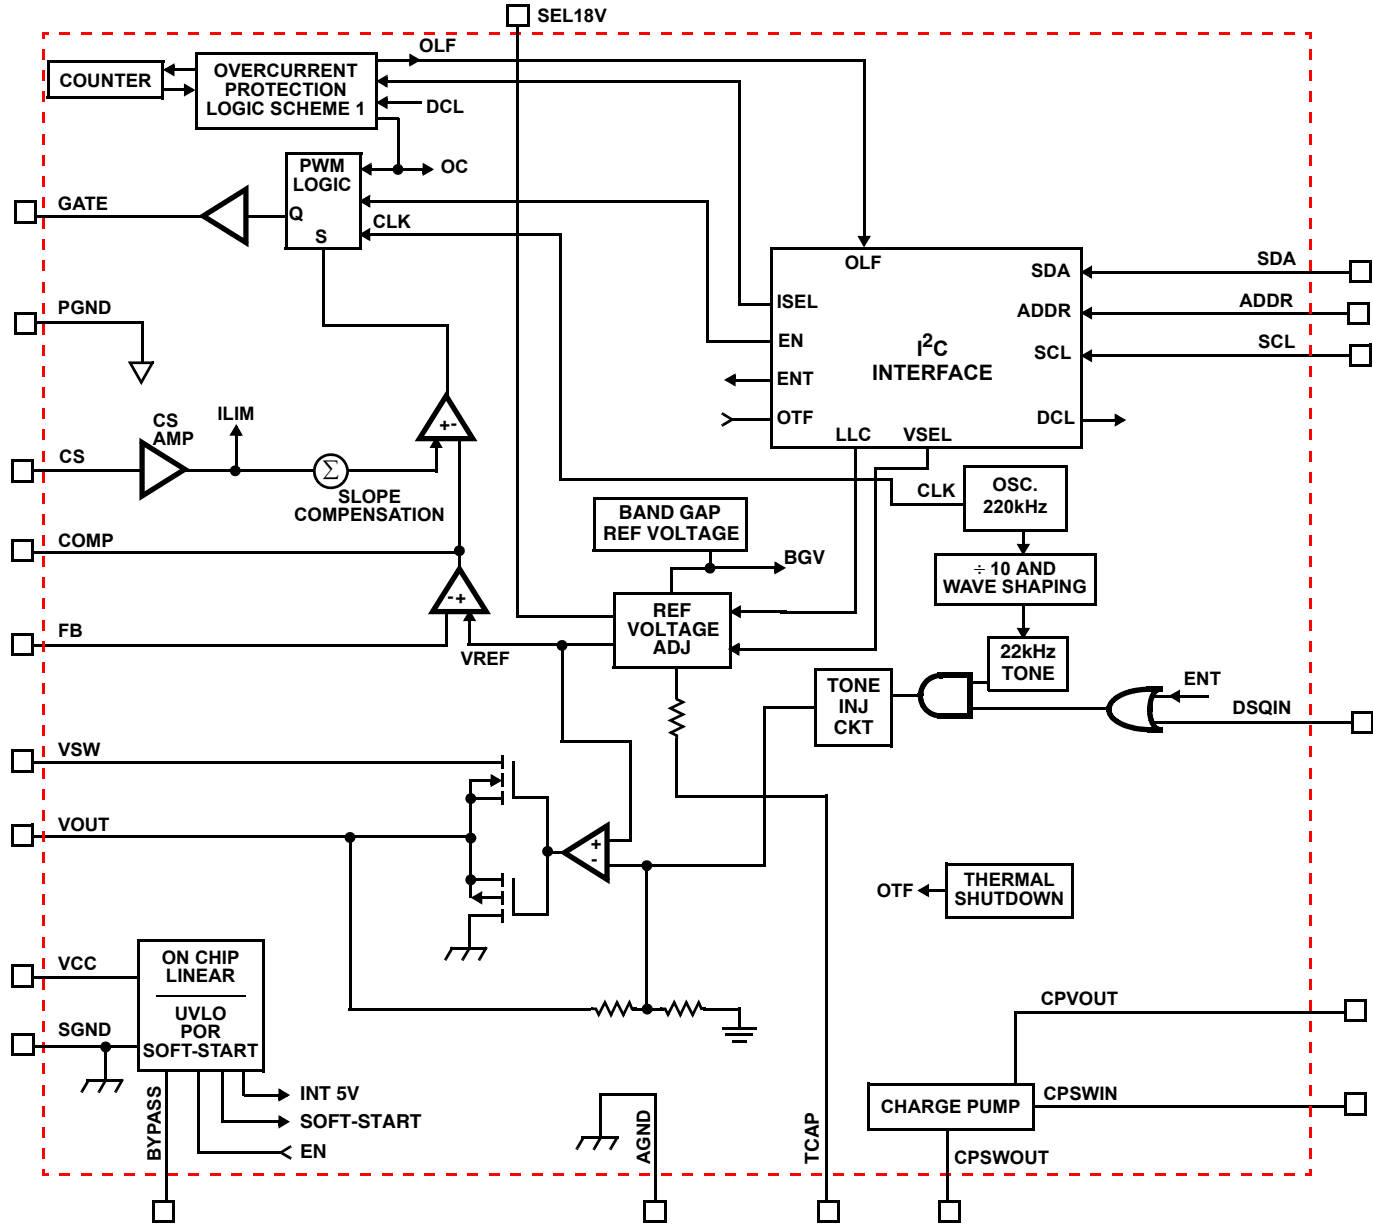 SEL18V
OLF
COUNTER
OVERCURRENT
PROTECTION
LOGIC SCHEME 1
DCL
PWM
LOGIC
OC
GATE
Q
CLK
S
OLF
SDA
SDA
ISEL
ADDR
ADDR
PGND
EN
I2C
INTERFACE
SCL
SCL
ENT
OTF
DCL
LLC
VSEL
CS
AMP
ILIM
+-
CS
Σ
SLOPE
COMPENSATION
CLK
OSC.
220kHz
BAND GAP
REF VOLTAGE
COMP
BGV
÷ 10 AND
WAVE SHAPING
-+
REF
VOLTAGE
ADJ
FB
VREF
22kHz
TONE
TONE
INJ
CKT
ENT
DSQIN
VSW
VOUT
+
-
OTF
THERMAL
SHUTDOWN
VCC
ON CHIP
LINEAR
UVLO
POR
SOFT-START
SGND
CPVOUT
BYPASS
INT 5V
SOFT-START
EN
AGND
TCAP
CHARGE PUMP
CPSWIN
CPSWOUT